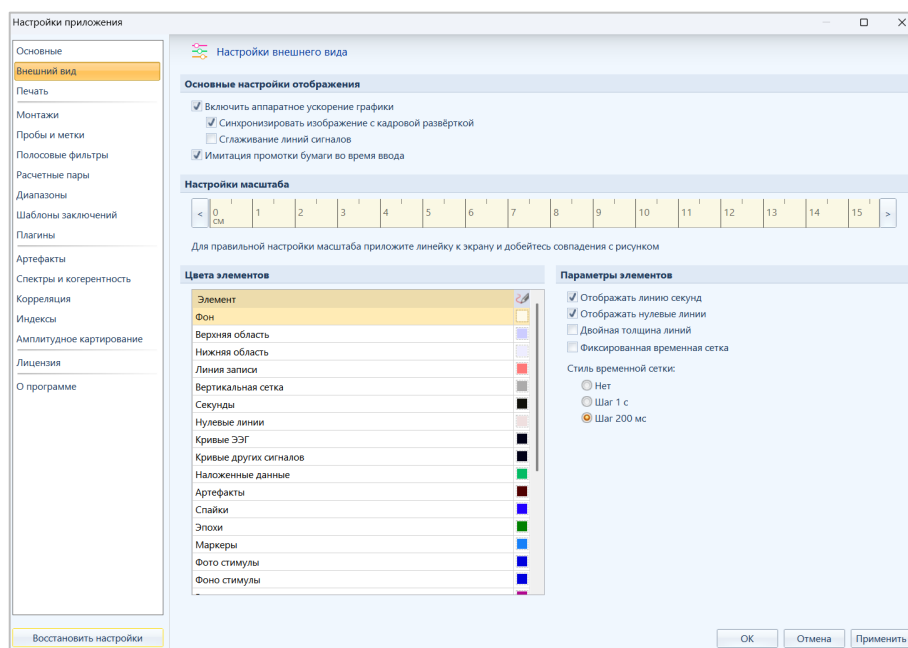 Настройки приложения
Основные
Внешний вид
Печать
Монтажи
Пробы и метки
Полосовые фильтры
Расчетные пары
Диапазоны
Шаблоны заключений
Плагины
Артефакты
Спектры и когерентность
Корреляция
Индексы
Амплитудное картирование
Лицензия
О программе
Восстановить настройки
Настройки внешнего вида
Основные настройки отображения
Включить аппаратное ускорение графики
Синхронизировать изображение с кадровой развёрткой
Сглаживание линий сигналов
Имитация промотки бумаги во время ввода
Настройки масштаба
< 0 1 2 3 4 5 6 7 8 9 10 11 12 13 14 15 >
см
Для правильной настройки масштаба приложите линейку к экрану и добейтесь совпадения с рисунком
Цвета элементов
Элемент
Фон
Верхняя область
Нижняя область
Линия записи
Вертикальная сетка
Секунды
Нулевые линии
Кривые ЭЭГ
Кривые других сигналов
Наложенные данные
Артефакты
Спайки
Эпохи
Маркеры
Фото стимулы
Фоно стимулы
Параметры элементов
Отображать линию секунд
Отображать нулевые линии
Двойная толщина линий
Фиксированная временная сетка
Стиль временной сетки:
Нет
Шаг 1 с
Шаг 200 мс
ОК Отмена Применить